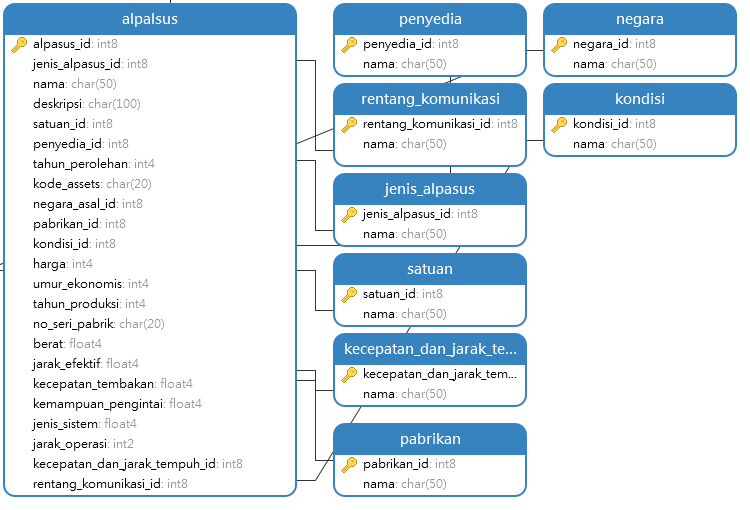 alpalsus
alpasus_id: int8
jenis_alpasus_id: int8
nama: char(50)
deskripsi: char(100)
satuan_id: int8
penyedia_id: int8
tahun_perolehan: int4
kode_assets: char(20)
negara_asal_id: int8
pabrikan_id: int8
kondisi_id: int8
harga: int4
umur_ekonomis: int4
tahun_produksi: int4
no_seri_pabrik: char(20)
berat: float4
jarak_efektif: float4
kecepatan_tembakan: float4
kemampuan_pengintai: float4
jenis_sistem: float4
jarak_operasi: int2
kecepatan_dan_jarak_tempuh_id: int8
rentang_komunikasi_id: int8
penyedia
penyedia_id: int8
nama: char(50)
rentang_komunikasi
rentang_komunikasi_id: int8
nama: char(50)
jenis_alpasus
jenis_alpasus_id: int8
nama: char(50)
satuan
satuan_id: int8
nama: char(50)
kecepatan_dan_jarak_te...
kecepatan_dan_jarak_tem...
nama: char(50)
pabrikan
pabrikan_id: int8
nama: char(50)
negara
negara_id: int8
nama: char(50)
kondisi
kondisi_id: int8
nama: char(50)